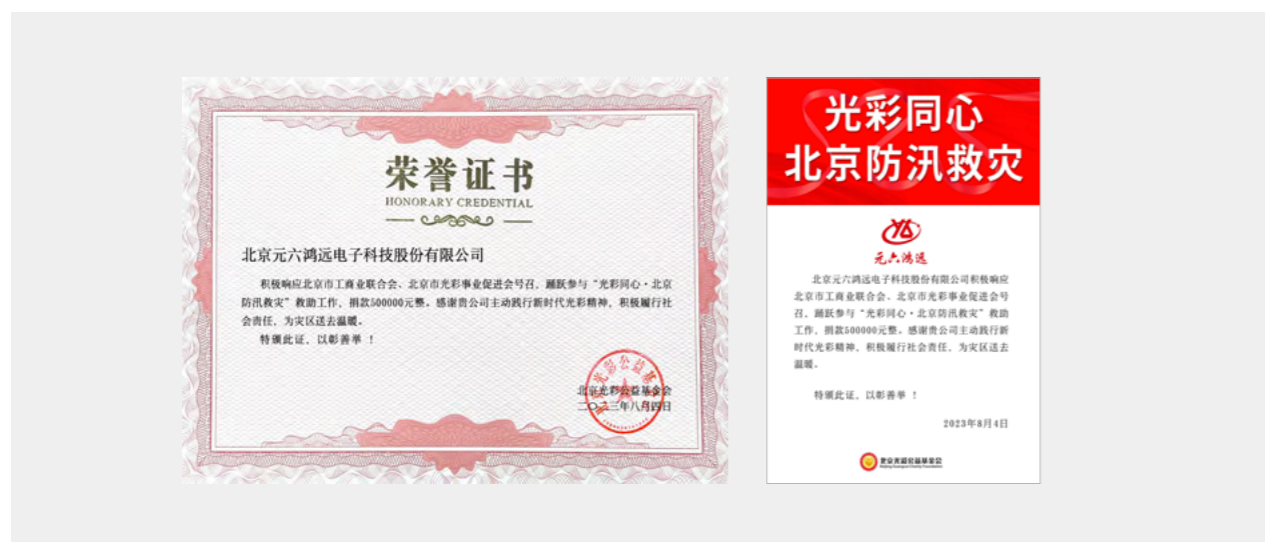 荣誉证书
HONORARY CREDENTIAL
北京元六鸿远电子科技股份有限公司
积极响应北京市工商业联合会、北京市光彩事业促进会号召，踊跃参与“光彩同心·北京
防汛救灾”救助工作，捐款500000元整。感谢贵公司主动践行新时代光彩精神，积极履行社
会责任，为灾区送去温暖。
特颁此证，以彰善举！
北京光彩公益基金会
二〇二三年八月四日
光彩同心
北京防汛救灾
元六鸿远
北京元六鸿远电子科技股份有限公司积极响应
北京市工商业联合会、北京市光彩事业促进会号
召，踊跃参与“光彩同心·北京防汛救灾”救助
工作，捐款500000元整。感谢贵公司主动践行新
时代光彩精神，积极履行社会责任，为灾区送去
温暖。
特颁此证，以彰善举！
2023年8月4日
北京光彩公益基金会